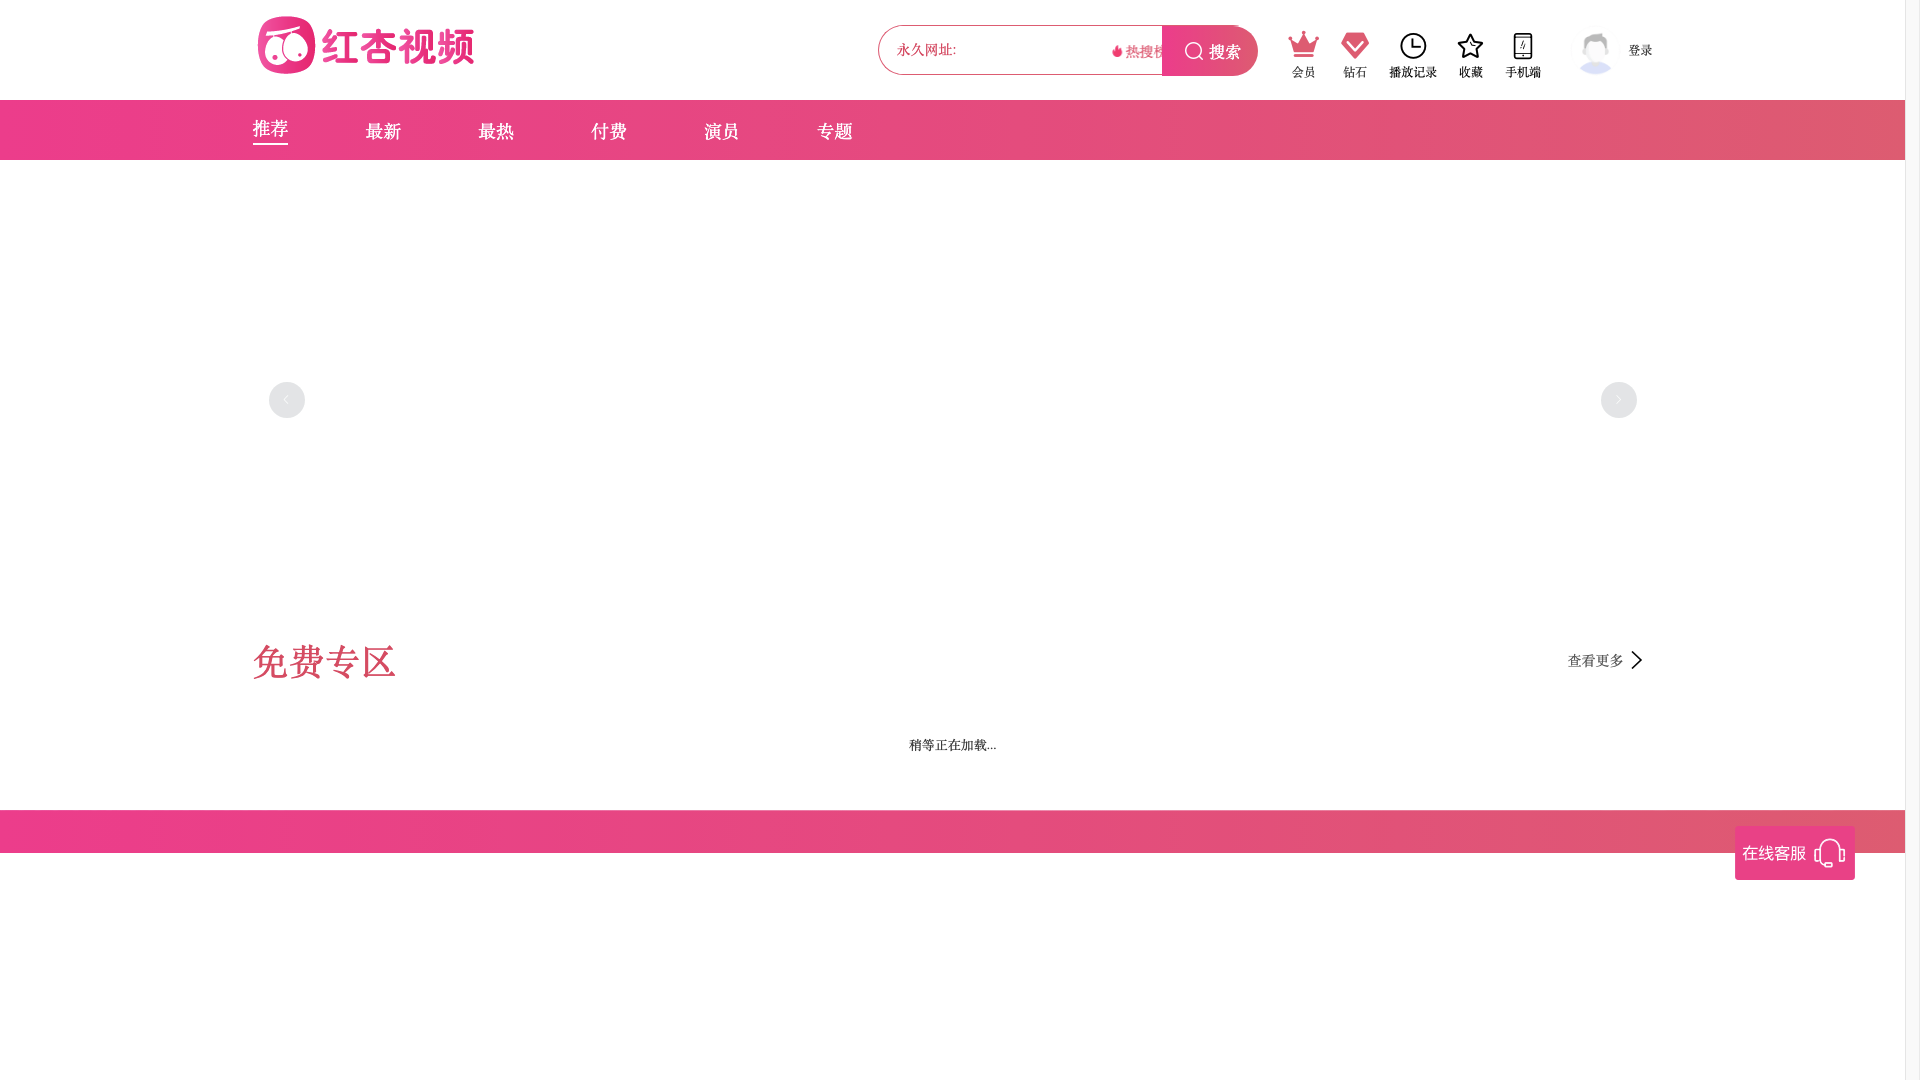 红杏视频
永久网址:
热搜榜
搜索
会员
钻石
播放记录
收藏
手机端
登录
推荐
最新
最热
付费
演员
专题
免费专区
查看更多
稍等正在加载...
在线客服